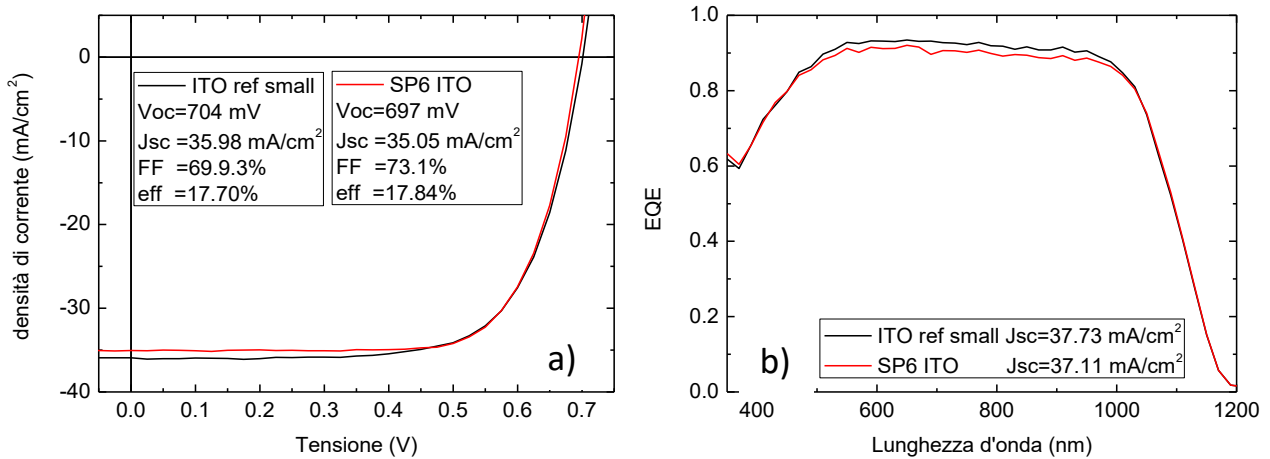 densità di corrente (mA/cm²)
0
-10
-20
-30
-40
ITO ref small
Voc=704 mV
Jsc =35.98 mA/cm²
FF =69.9.3%
eff =17.70%
SP6 ITO
Voc=697 mV
Jsc =35.05 mA/cm²
FF =73.1%
eff =17.84%
a)
0.0 0.1 0.2 0.3 0.4 0.5 0.6 0.7
Tensione (V)
EQE
1.0
0.8
0.6
0.4
0.2
0.0
b)
ITO ref small Jsc=37.73 mA/cm²
SP6 ITO Jsc=37.11 mA/cm²
400 600 800 1000 1200
Lunghezza d'onda (nm)